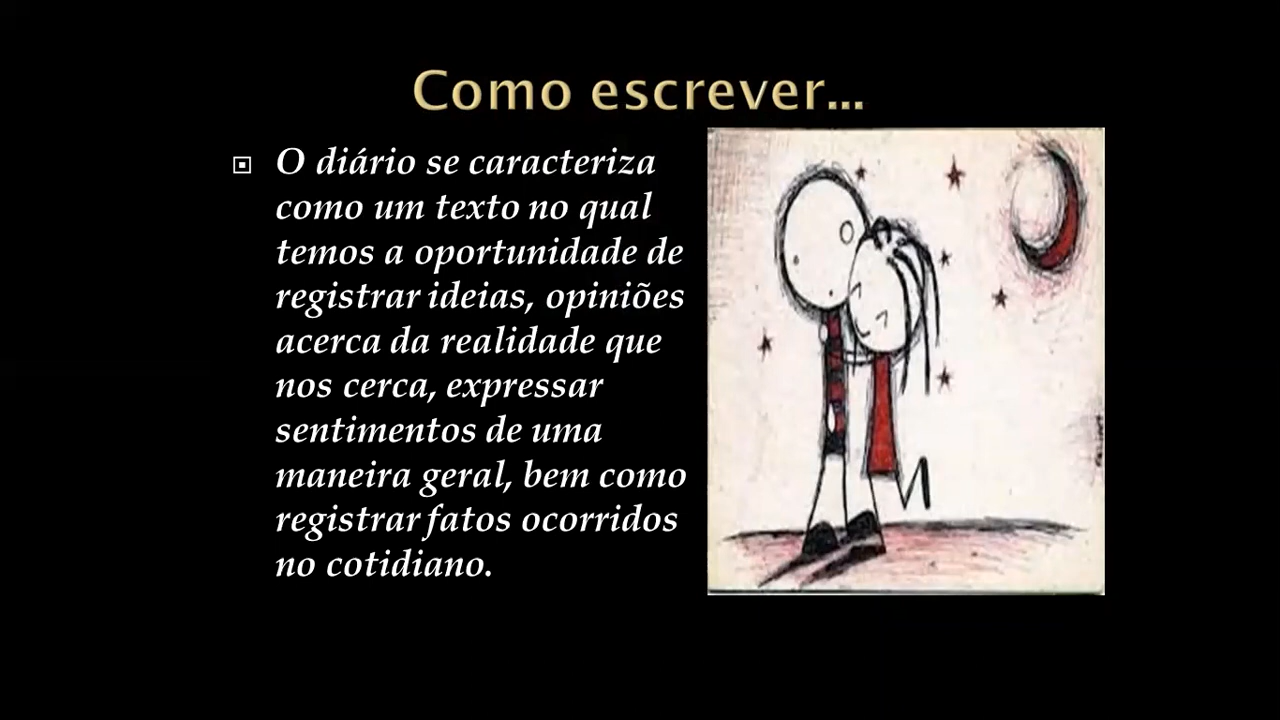 Como escrever...
O diário se caracteriza
como um texto no qual
temos a oportunidade de
registrar ideias, opiniões
acerca da realidade que
nos cerca, expressar
sentimentos de uma
maneira geral, bem como
registrar fatos ocorridos
no cotidiano.